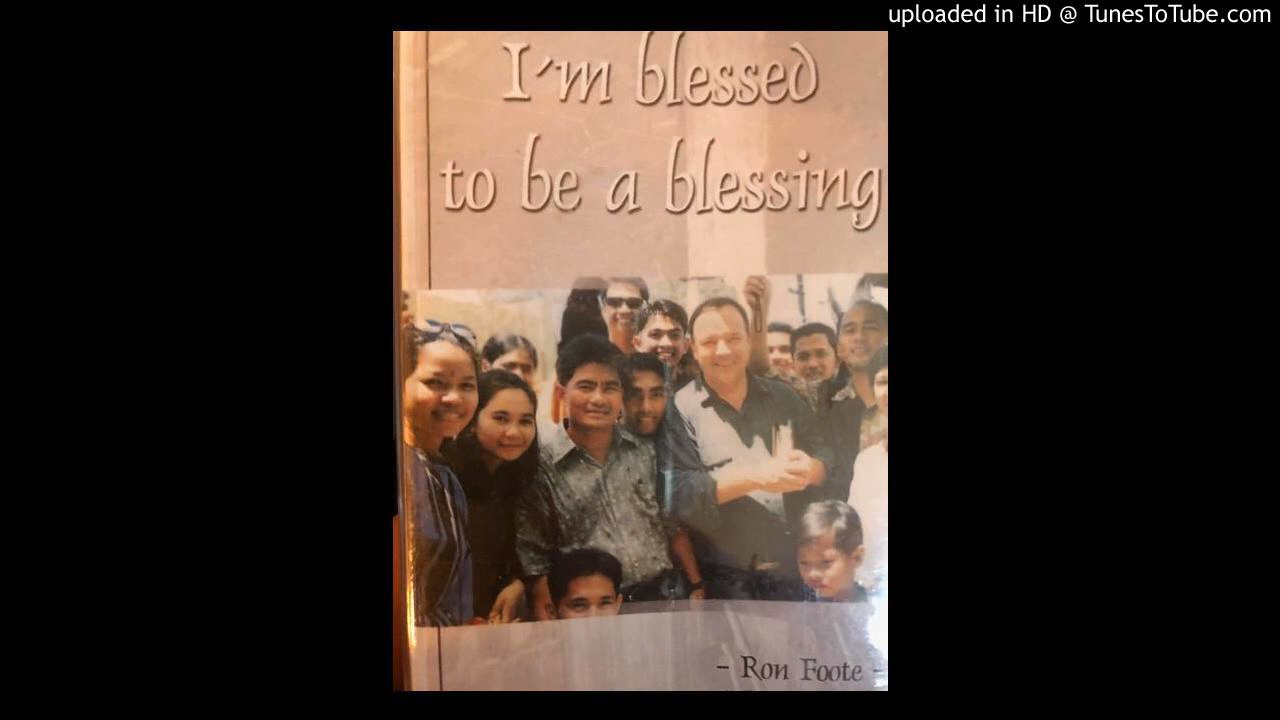 uploaded in HD @ TunesToTube.com
I'm blessed
to be a blessing
- Ron Foote -